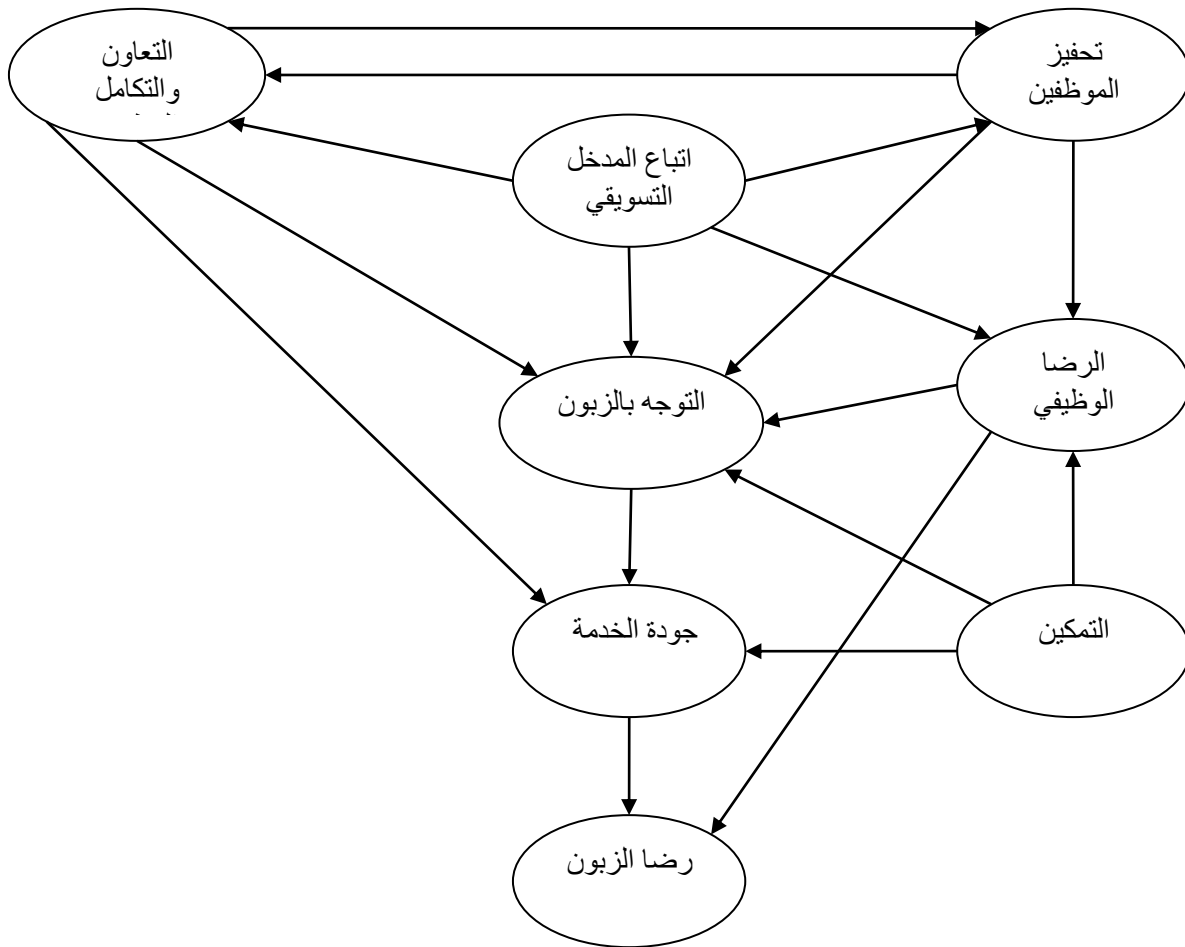 تحفيز
الموظفين
التعاون
والتكامل
اتباع المدخل
التسويقي
الرضا
الوظيفي
التوجه بالزبون
التمكين
جودة الخدمة
رضا الزبون